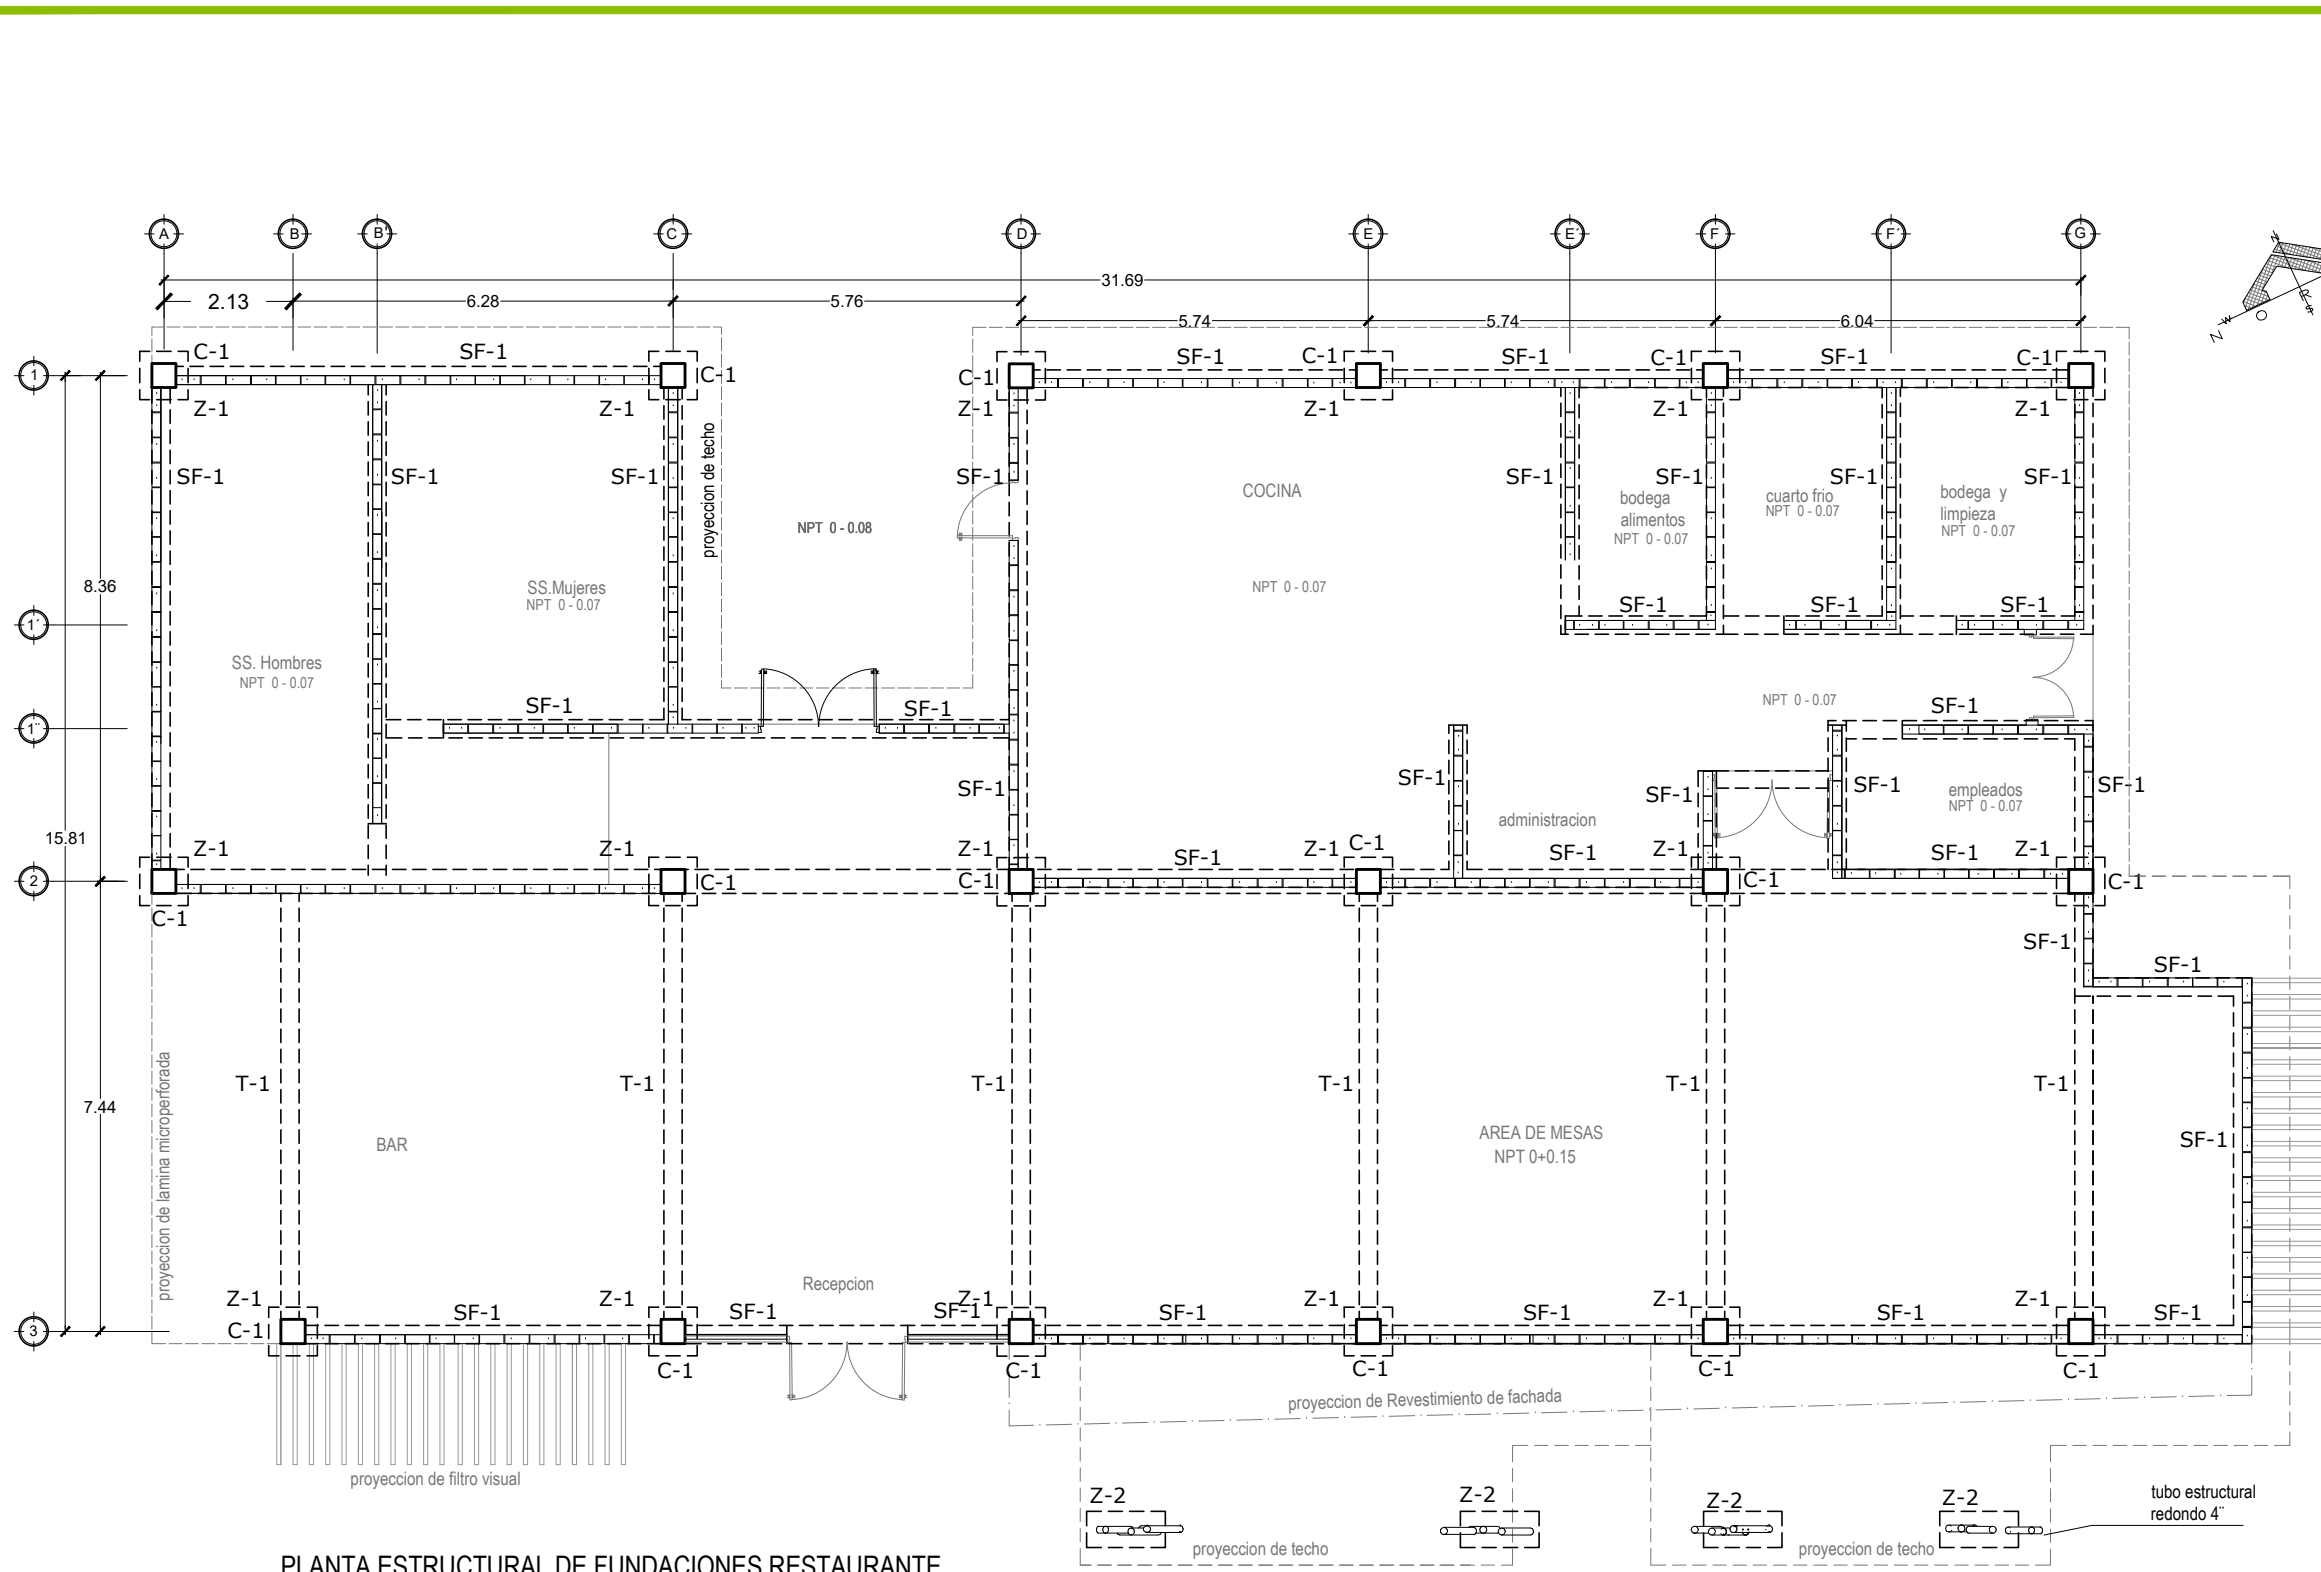 A B B' C D E E´ F F´ G
31.69
2.13 6.28 5.76
5.74 5.74 6.04
C-1 SF-1 SF-1 C-1 SF-1 C-1 SF-1 C-1
1 C-1 C-1
Z-1 Z-1 Z-1 Z-1 Z-1 Z-1
proyeccion de techo
SF-1 SF-1 SF-1 SF-1 SF-1 SF-1 SF-1 SF-1
COCINA
bodega
alimentos
NPT 0 - 0.07
cuarto frio
NPT 0 - 0.07
bodega y
limpieza
NPT 0 - 0.07
NPT 0 - 0.08
8.36
SS.Mujeres
NPT 0 - 0.07
NPT 0 - 0.07
1´ SF-1 SF-1 SF-1
SS. Hombres
NPT 0 - 0.07
NPT 0 - 0.07
SF-1 SF-1 SF-1
1¨
SF-1 SF-1 SF-1 SF-1 SF-1
empleados
NPT 0 - 0.07
administracion
15.81
Z-1 Z-1 Z-1 SF-1 Z-1 C-1 SF-1 Z-1 SF-1 Z-1
2 C-1 C-1 C-1 C-1
C-1
SF-1
SF-1
proyeccion de lamina microperforada
T-1 T-1 T-1 T-1 T-1 T-1
7.44
BAR
AREA DE MESAS
NPT 0+0.15
SF-1
Recepcion
Z-1 SF-1 Z-1 SF-1 SF-1 Z-1 SF-1 Z-1 SF-1 Z-1 SF-1 Z-1 SF-1
3 C-1
C-1 C-1 C-1 C-1 C-1
proyeccion de Revestimiento de fachada
proyeccion de filtro visual
Z-2 Z-2 Z-2 Z-2
tubo estructural
redondo 4¨
proyeccion de techo proyeccion de techo
PLANTA ESTRUCTURAL DE FUNDACIONES RESTAURANTE